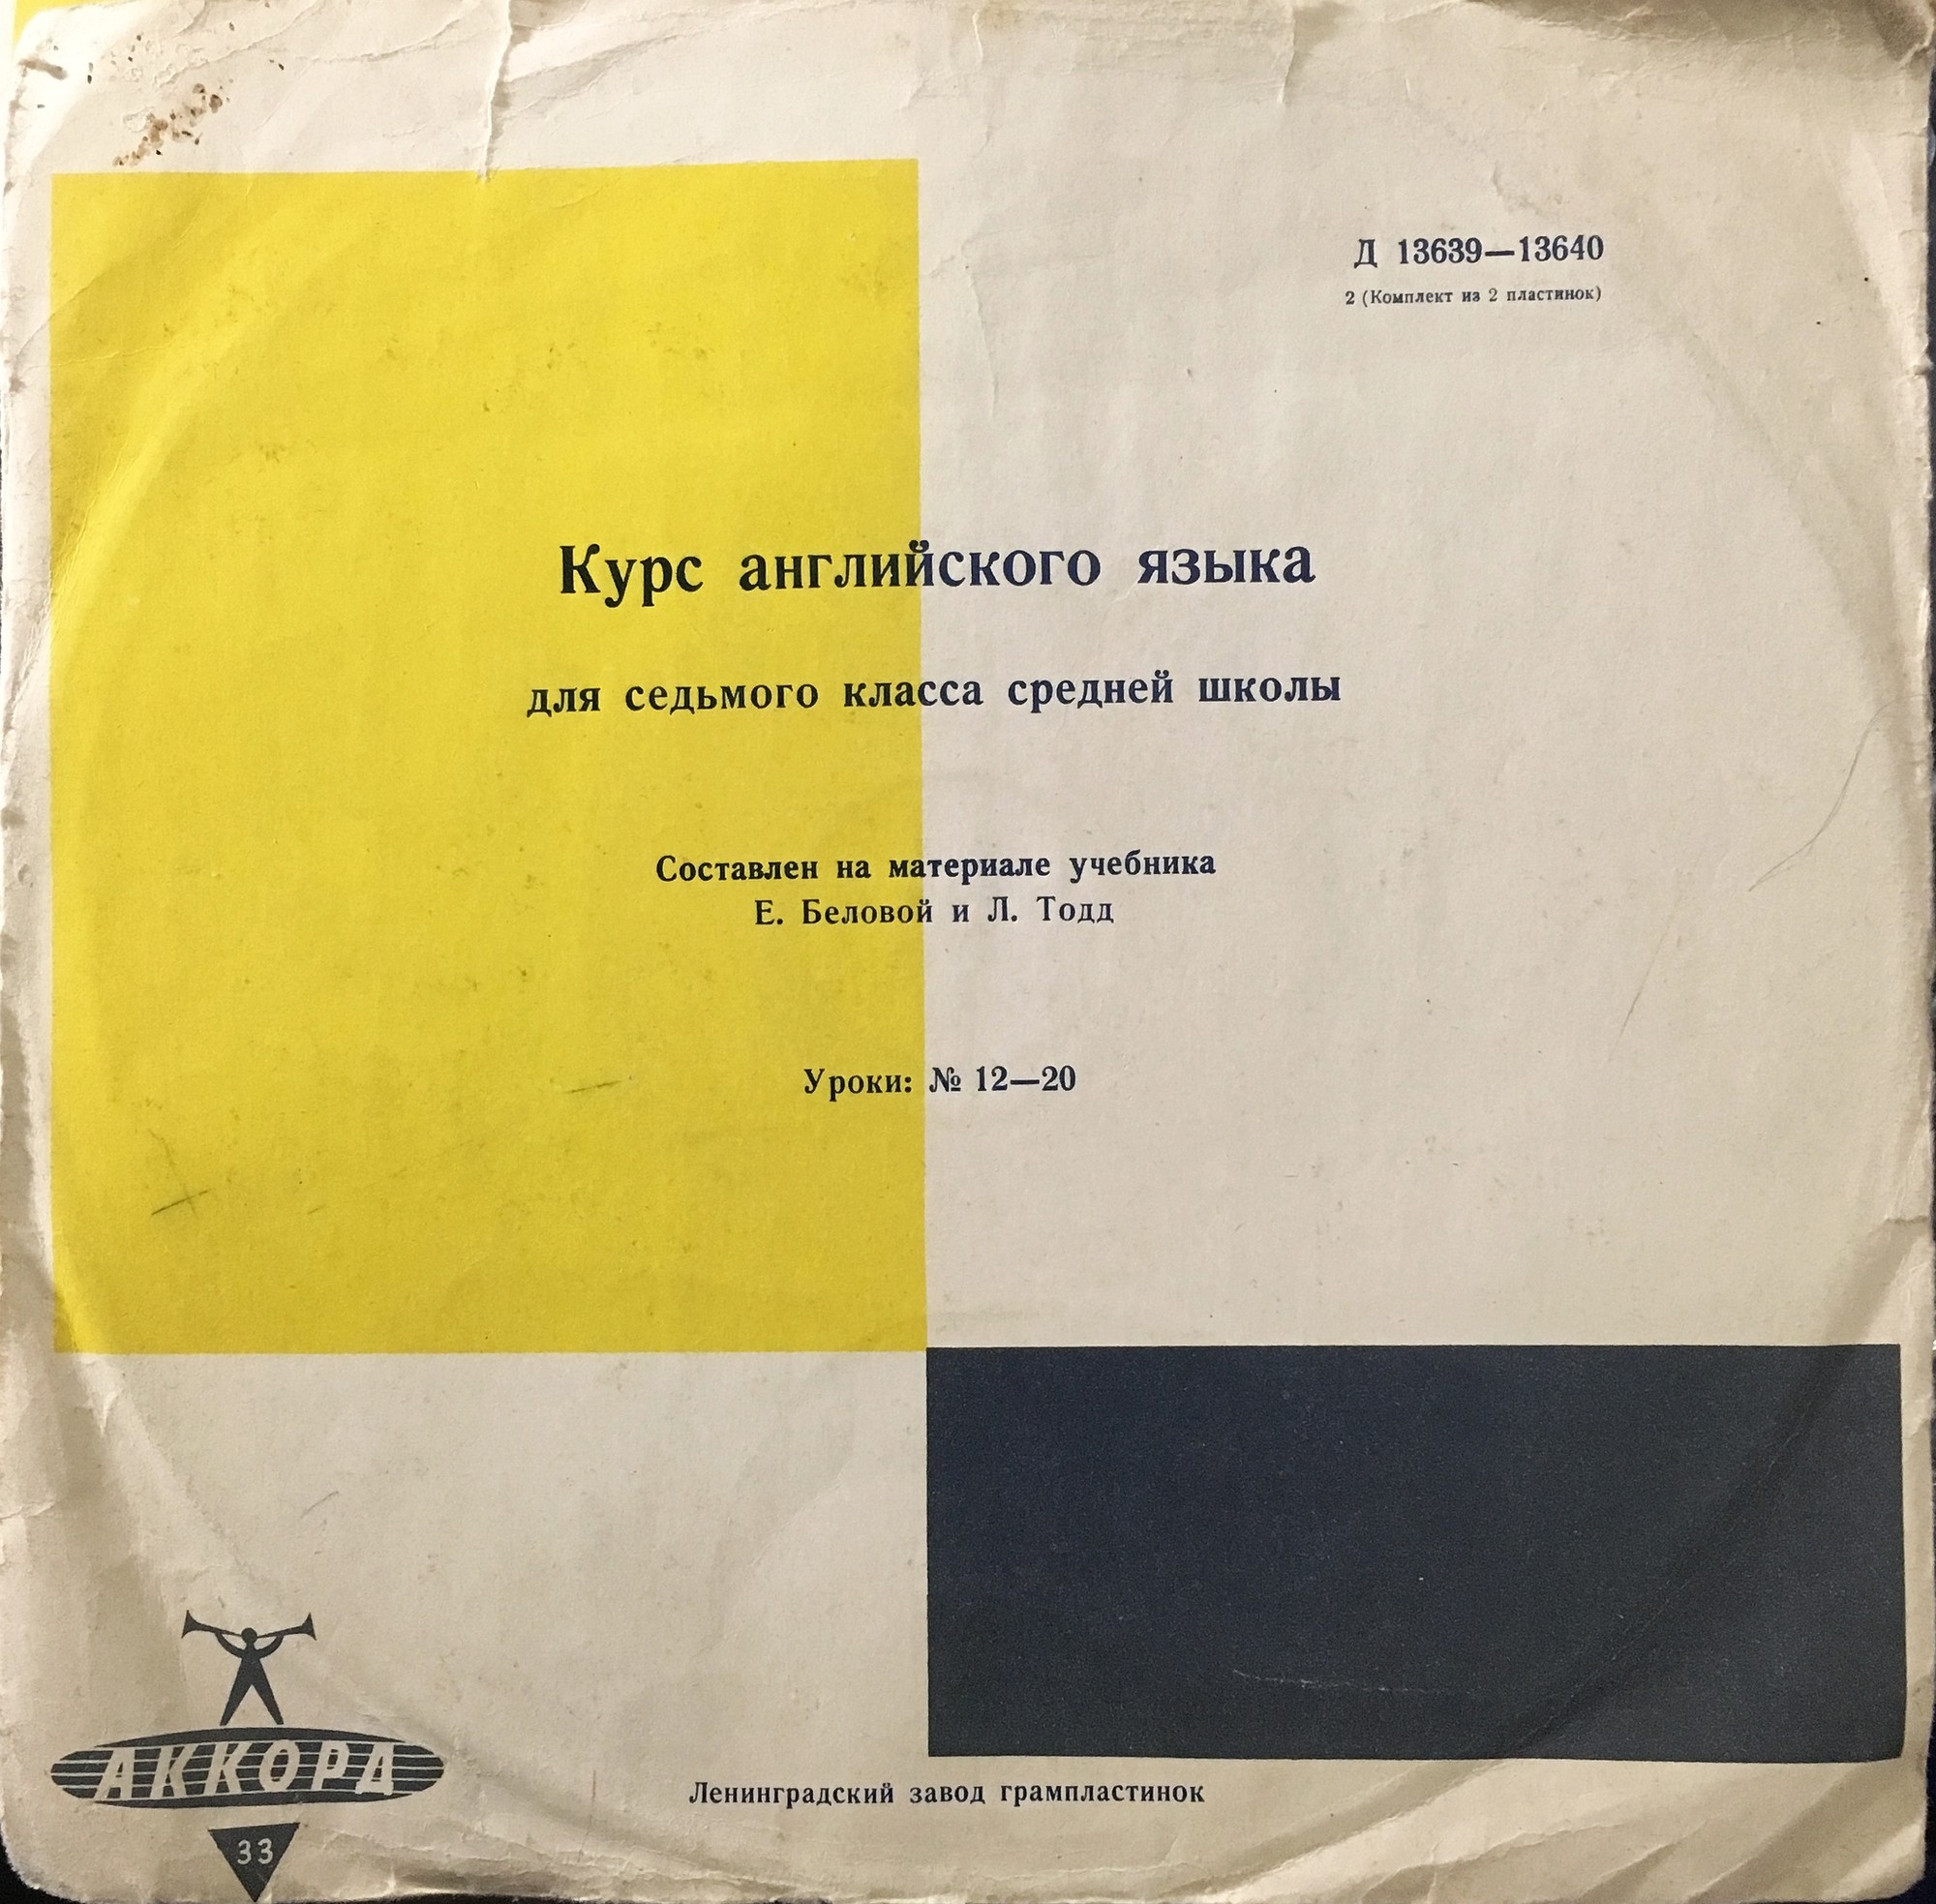 Д 13639—13640
2 (Комплект из 2 пластинок)
Курс английского языка
для седьмого класса средней школы
Составлен на материале учебника
Е. Беловой и Л. Тодд
Уроки: № 12—20
АККОРД
33
Ленинградский завод грампластинок